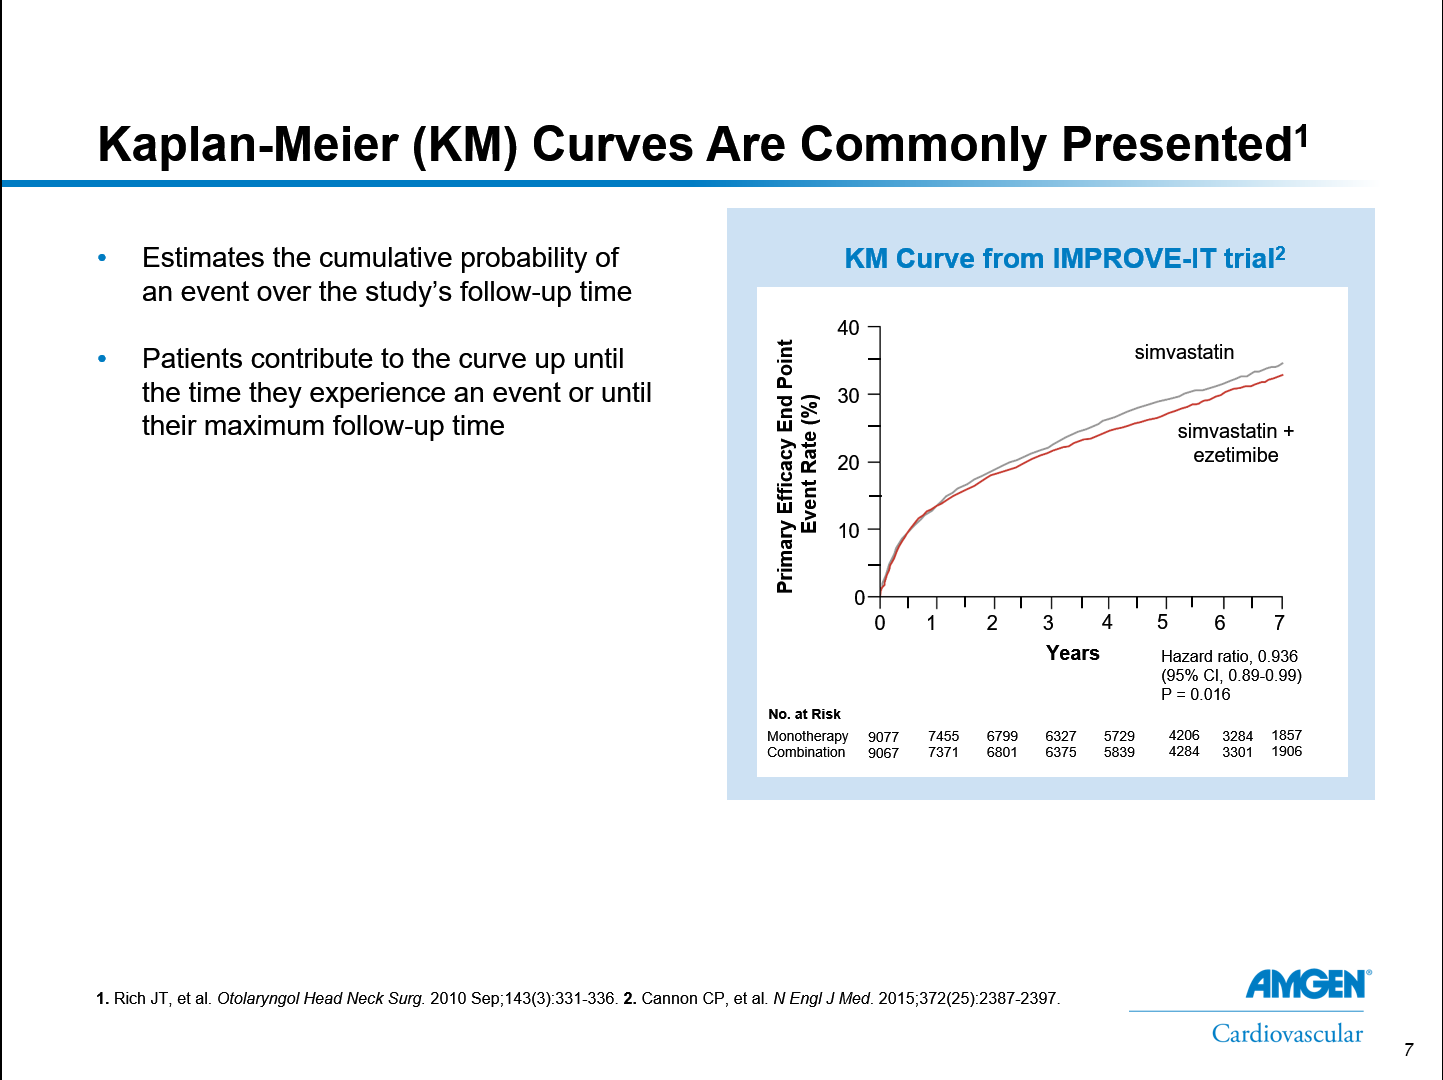 Kaplan-Meier (KM) Curves Are Commonly Presented1
• Estimates the cumulative probability of
an event over the study’s follow-up time
• Patients contribute to the curve up until
the time they experience an event or until
their maximum follow-up time
KM Curve from IMPROVE-IT trial2
Primary Efficacy End Point
Event Rate (%)
40
30
20
10
0
simvastatin
simvastatin +
ezetimibe
0 1 2 3 4 5 6 7
Years
Hazard ratio, 0.936
(95% CI, 0.89-0.99)
P = 0.016
No. at Risk
Monotherapy 9077 7455 6799 6327 5729 4206 3284 1857
Combination 9067 7371 6801 6375 5839 4284 3301 1906
1. Rich JT, et al. Otolaryngol Head Neck Surg. 2010 Sep;143(3):331-336. 2. Cannon CP, et al. N Engl J Med. 2015;372(25):2387-2397.
AMGEN®
Cardiovascular
7